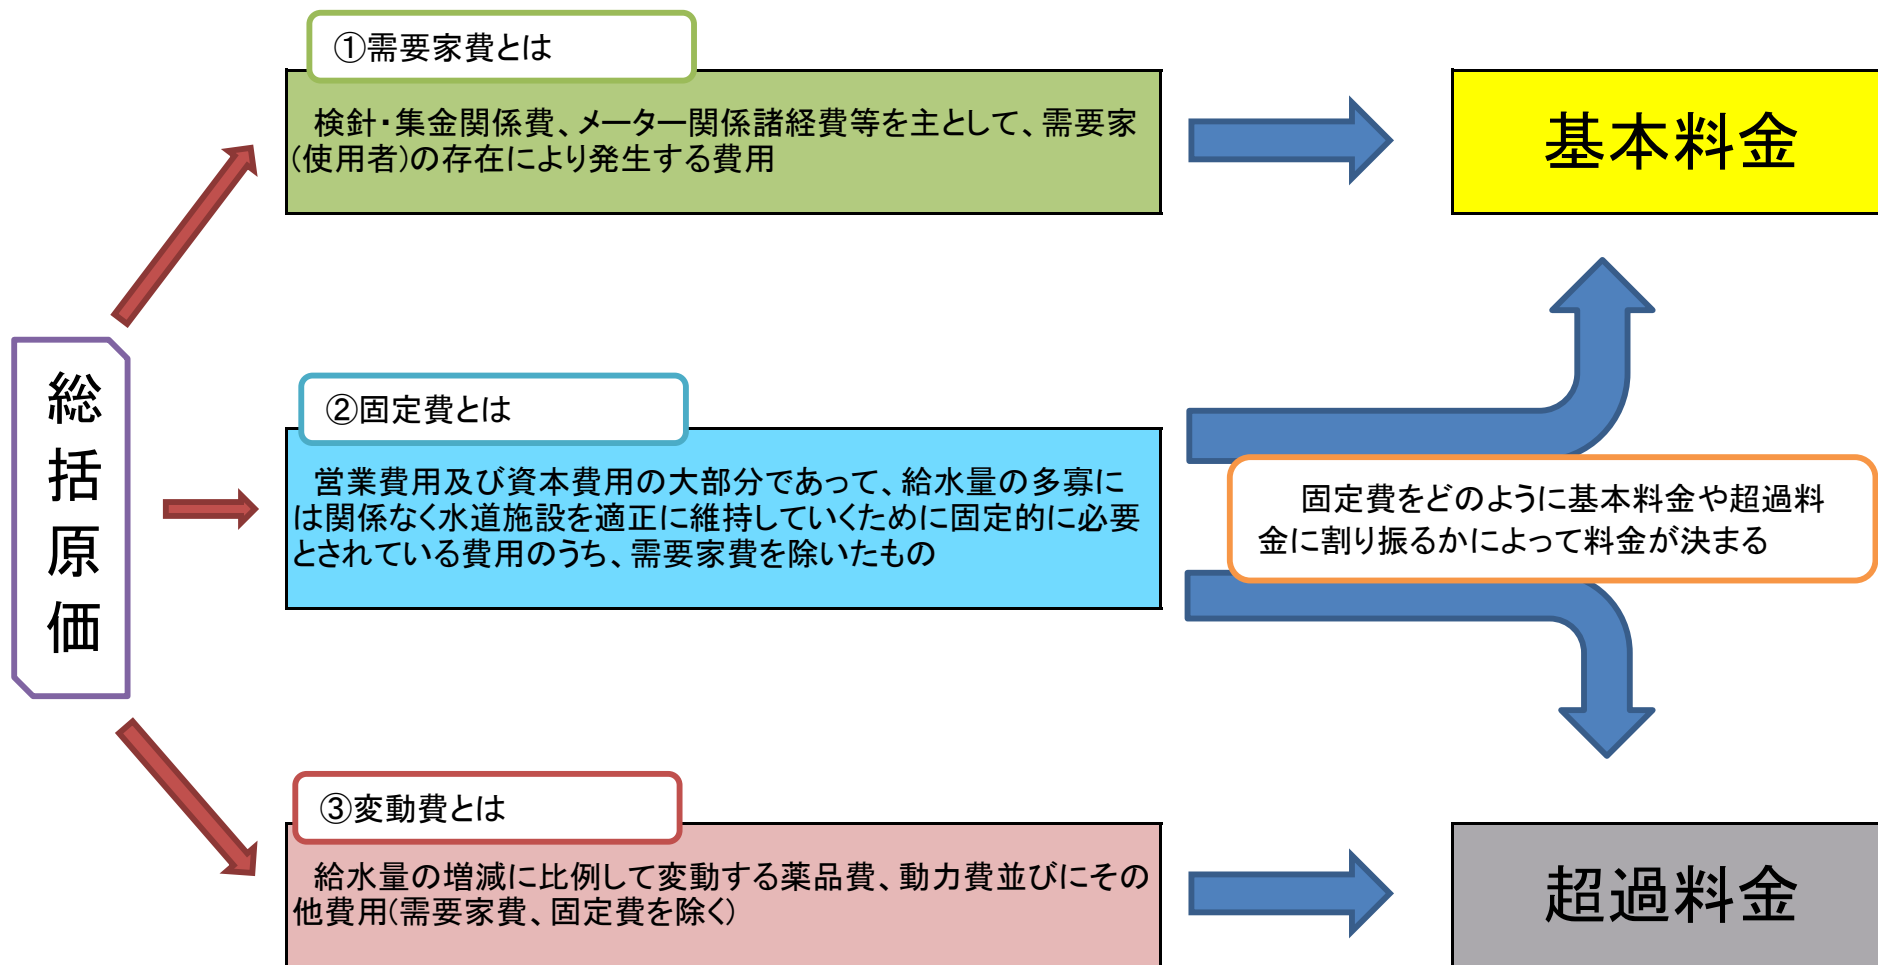 総括原価
①需要家費とは
検針・集金関係費、メーター関係諸経費等を主として、需要家
(使用者)の存在により発生する費用
基本料金
②固定費とは
営業費用及び資本費用の大部分であって、給水量の多寡に
は関係なく水道施設を適正に維持していくために固定的に必要
とされている費用のうち、需要家費を除いたもの
固定費をどのように基本料金や超過料
金に割り振るかによって料金が決まる
③変動費とは
給水量の増減に比例して変動する薬品費、動力費並びにその
他費用(需要家費、固定費を除く)
超過料金